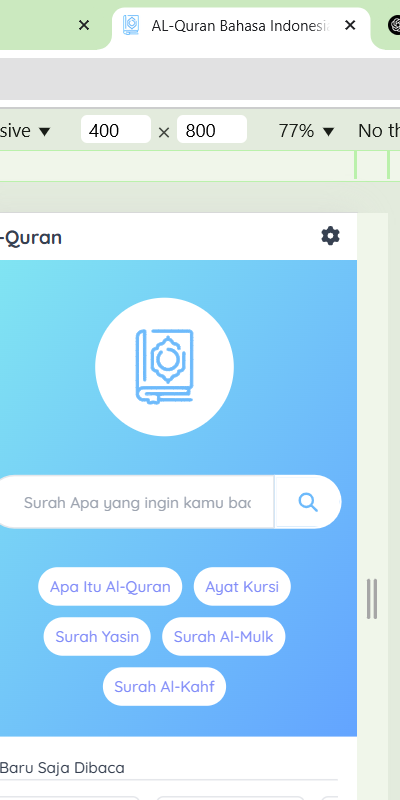 AL-Quran Bahasa Indonesia
sive 400 × 800 77% No th
-Quran
Surah Apa yang ingin kamu bac
Apa Itu Al-Quran Ayat Kursi
Surah Yasin Surah Al-Mulk
Surah Al-Kahf
Baru Saja Dibaca